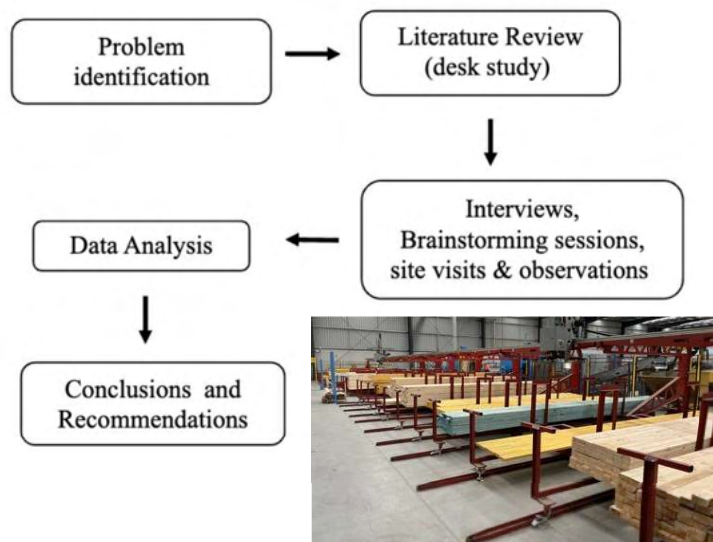 Problem
identification
Literature Review
(desk study)
Interviews,
Brainstorming sessions,
site visits & observations
Data Analysis
Conclusions and
Recommendations